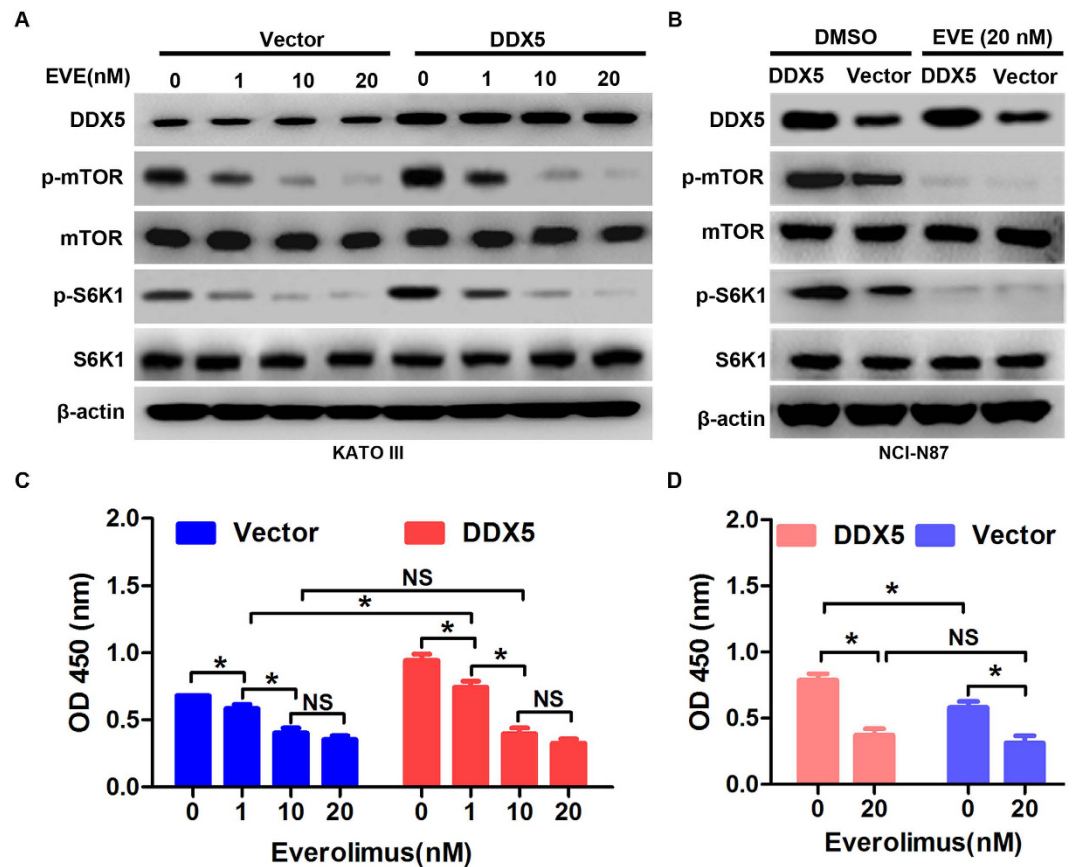 A
Vector DDX5
EVE(nM) 0 1 10 20 0 1 10 20
DDX5
p-mTOR
mTOR
p-S6K1
S6K1
β-actin
KATO III
B
DMSO EVE (20 nM)
DDX5 Vector DDX5 Vector
DDX5
p-mTOR
mTOR
p-S6K1
S6K1
β-actin
NCI-N87
C
2.0
1.5
1.0
0.5
0.0
OD 450 (nm)
Vector DDX5
NS
*
* * NS
* * NS
0 1 10 20 0 1 10 20
Everolimus(nM)
D
2.0
1.5
1.0
0.5
0.0
OD 450 (nm)
DDX5 Vector
*
* NS
*
0 20 0 20
Everolimus(nM)